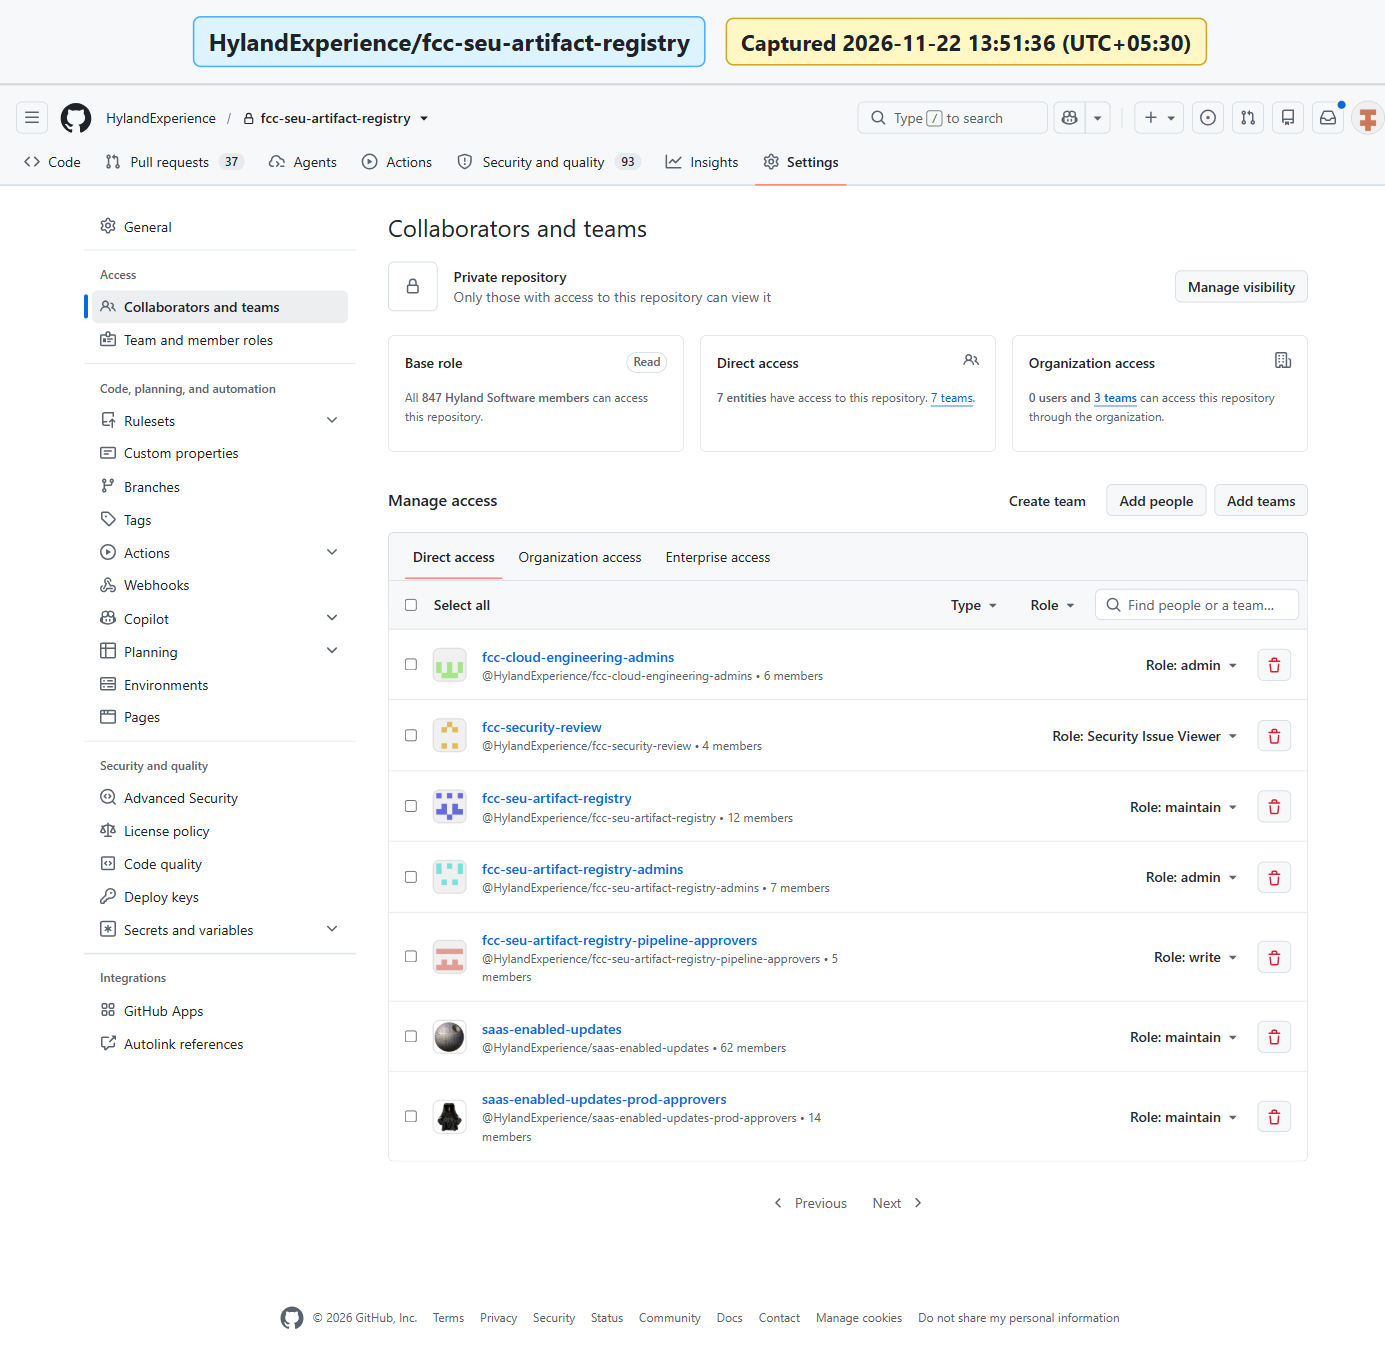 HylandExperience/fcc-seu-artifact-registry
Captured 2026-11-22 13:51:36 (UTC+05:30)
HylandExperience / fcc-seu-artifact-registry
Type / to search
Code
Pull requests 37
Agents
Actions
Security and quality 93
Insights
Settings
General
Access
Collaborators and teams
Team and member roles
Code, planning, and automation
Rulesets
Custom properties
Branches
Tags
Actions
Webhooks
Copilot
Planning
Environments
Pages
Security and quality
Advanced Security
License policy
Code quality
Deploy keys
Secrets and variables
Integrations
GitHub Apps
Autolink references
Collaborators and teams
Private repository
Only those with access to this repository can view it
Manage visibility
Base role
Read
All 847 Hyland Software members can access
this repository.
Direct access
7 entities have access to this repository. 7 teams.
Organization access
0 users and 3 teams can access this repository
through the organization.
Manage access
Create team
Add people
Add teams
Direct access
Organization access
Enterprise access
Select all
Type
Role
Find people or a team...
fcc-cloud-engineering-admins
@HylandExperience/fcc-cloud-engineering-admins • 6 members
Role: admin
fcc-security-review
@HylandExperience/fcc-security-review • 4 members
Role: Security Issue Viewer
fcc-seu-artifact-registry
@HylandExperience/fcc-seu-artifact-registry • 12 members
Role: maintain
fcc-seu-artifact-registry-admins
@HylandExperience/fcc-seu-artifact-registry-admins • 7 members
Role: admin
fcc-seu-artifact-registry-pipeline-approvers
@HylandExperience/fcc-seu-artifact-registry-pipeline-approvers • 5
members
Role: write
saas-enabled-updates
@HylandExperience/saas-enabled-updates • 62 members
Role: maintain
saas-enabled-updates-prod-approvers
@HylandExperience/saas-enabled-updates-prod-approvers • 14
members
Role: maintain
Previous
Next
© 2026 GitHub, Inc.
Terms
Privacy
Security
Status
Community
Docs
Contact
Manage cookies
Do not share my personal information